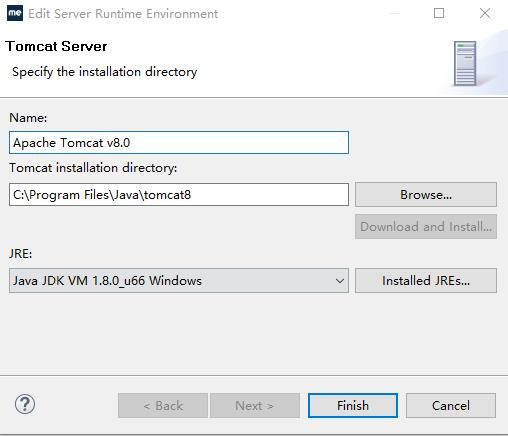 me Edit Server Runtime Environment
Tomcat Server
Specify the installation directory
Name:
Apache Tomcat v8.0
Tomcat installation directory:
C:\Program Files\Java\tomcat8
Browse...
Download and Install...
JRE:
Java JDK VM 1.8.0_u66 Windows
Installed JREs...
? < Back Next > Finish Cancel